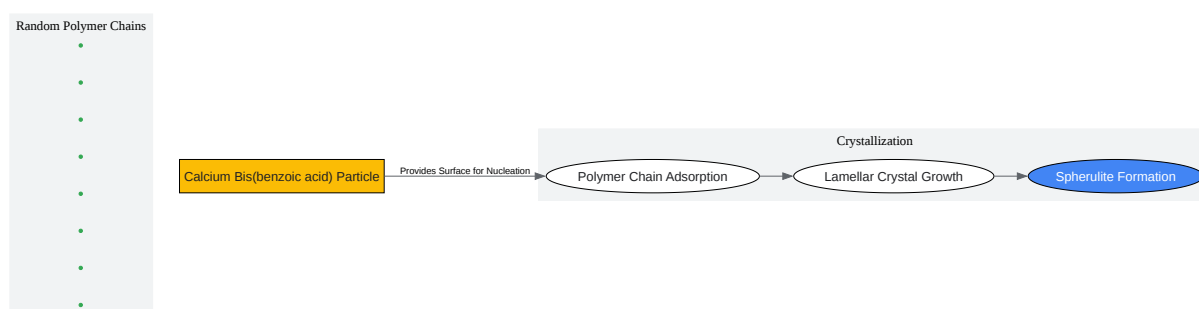 Random Polymer Chains
Crystallization
Provides Surface for Nucleation
Calcium Bis(benzoic acid) Particle
Polymer Chain Adsorption
Lamellar Crystal Growth
Spherulite Formation